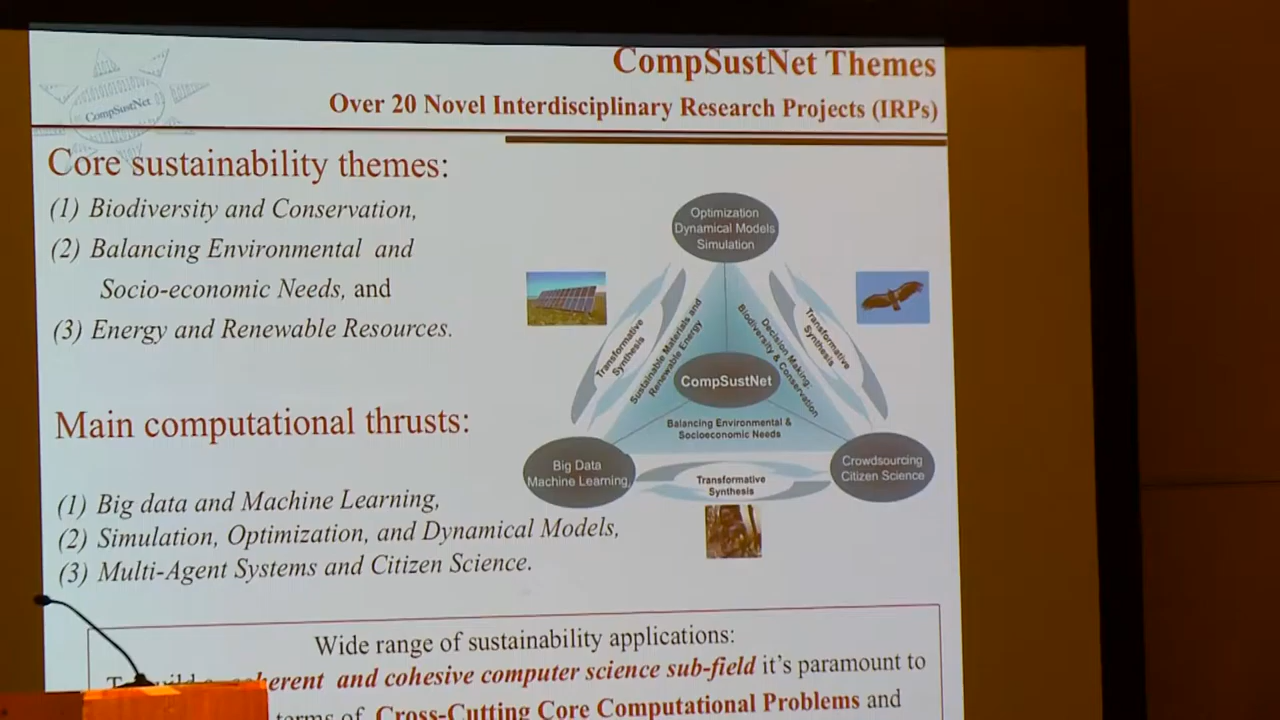 CompSustNet
CompSustNet Themes
Over 20 Novel Interdisciplinary Research Projects (IRPs)
Core sustainability themes:
(1) Biodiversity and Conservation,
(2) Balancing Environmental and
Socio-economic Needs, and
(3) Energy and Renewable Resources.
Main computational thrusts:
(1) Big data and Machine Learning,
(2) Simulation, Optimization, and Dynamical Models,
(3) Multi-Agent Systems and Citizen Science.
Optimization
Dynamical Models
Simulation
Transformative
Synthesis
Sustainable Materials and
Renewable Energy
Decision Making:
Biodiversity & Conservation
Transformative
Synthesis
CompSustNet
Balancing Environmental &
Socioeconomic Needs
Big Data
Machine Learning
Transformative
Synthesis
Crowdsourcing
Citizen Science
Wide range of sustainability applications:
and cohesive computer science sub-field it's paramount to
terms of Cross-Cutting Core Computational Problems and